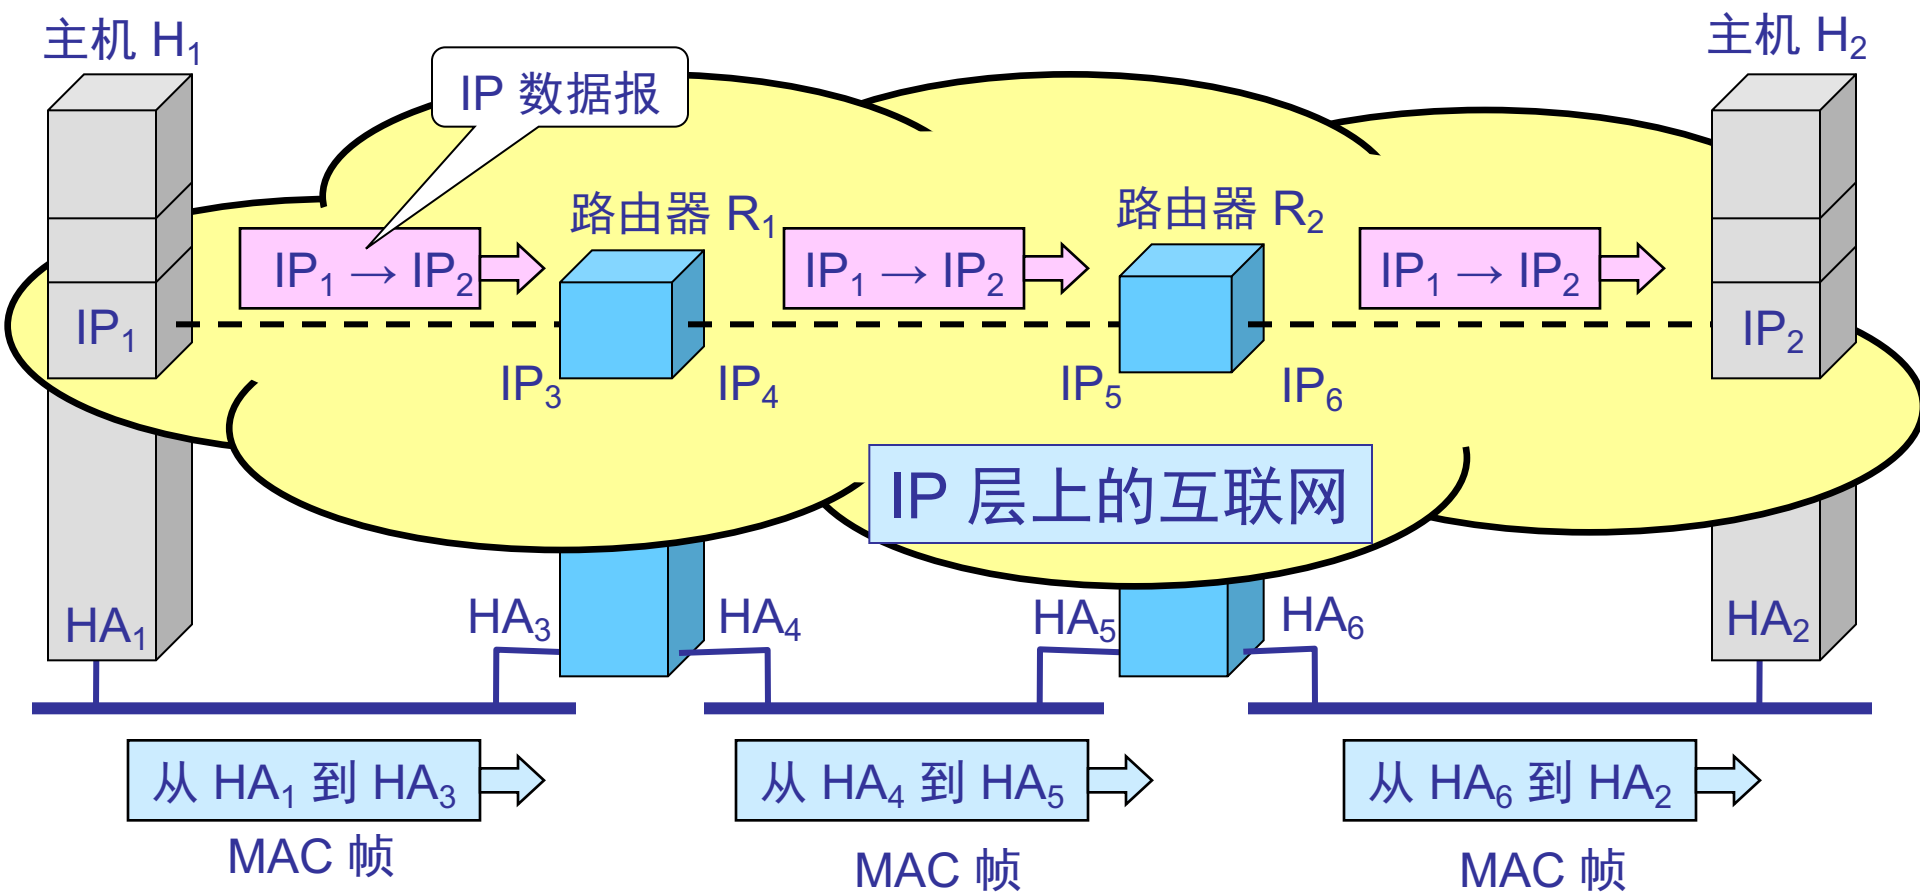 主机 H₁
主机 H₂
IP 数据报
路由器 R₁
路由器 R₂
IP₁ → IP₂
IP₁ → IP₂
IP₁ → IP₂
IP₁
IP₂
IP₃
IP₄
IP₅
IP₆
IP 层上的互联网
HA₁
HA₃
HA₄
HA₅
HA₆
HA₂
从 HA₁ 到 HA₃
从 HA₄ 到 HA₅
从 HA₆ 到 HA₂
MAC 帧
MAC 帧
MAC 帧